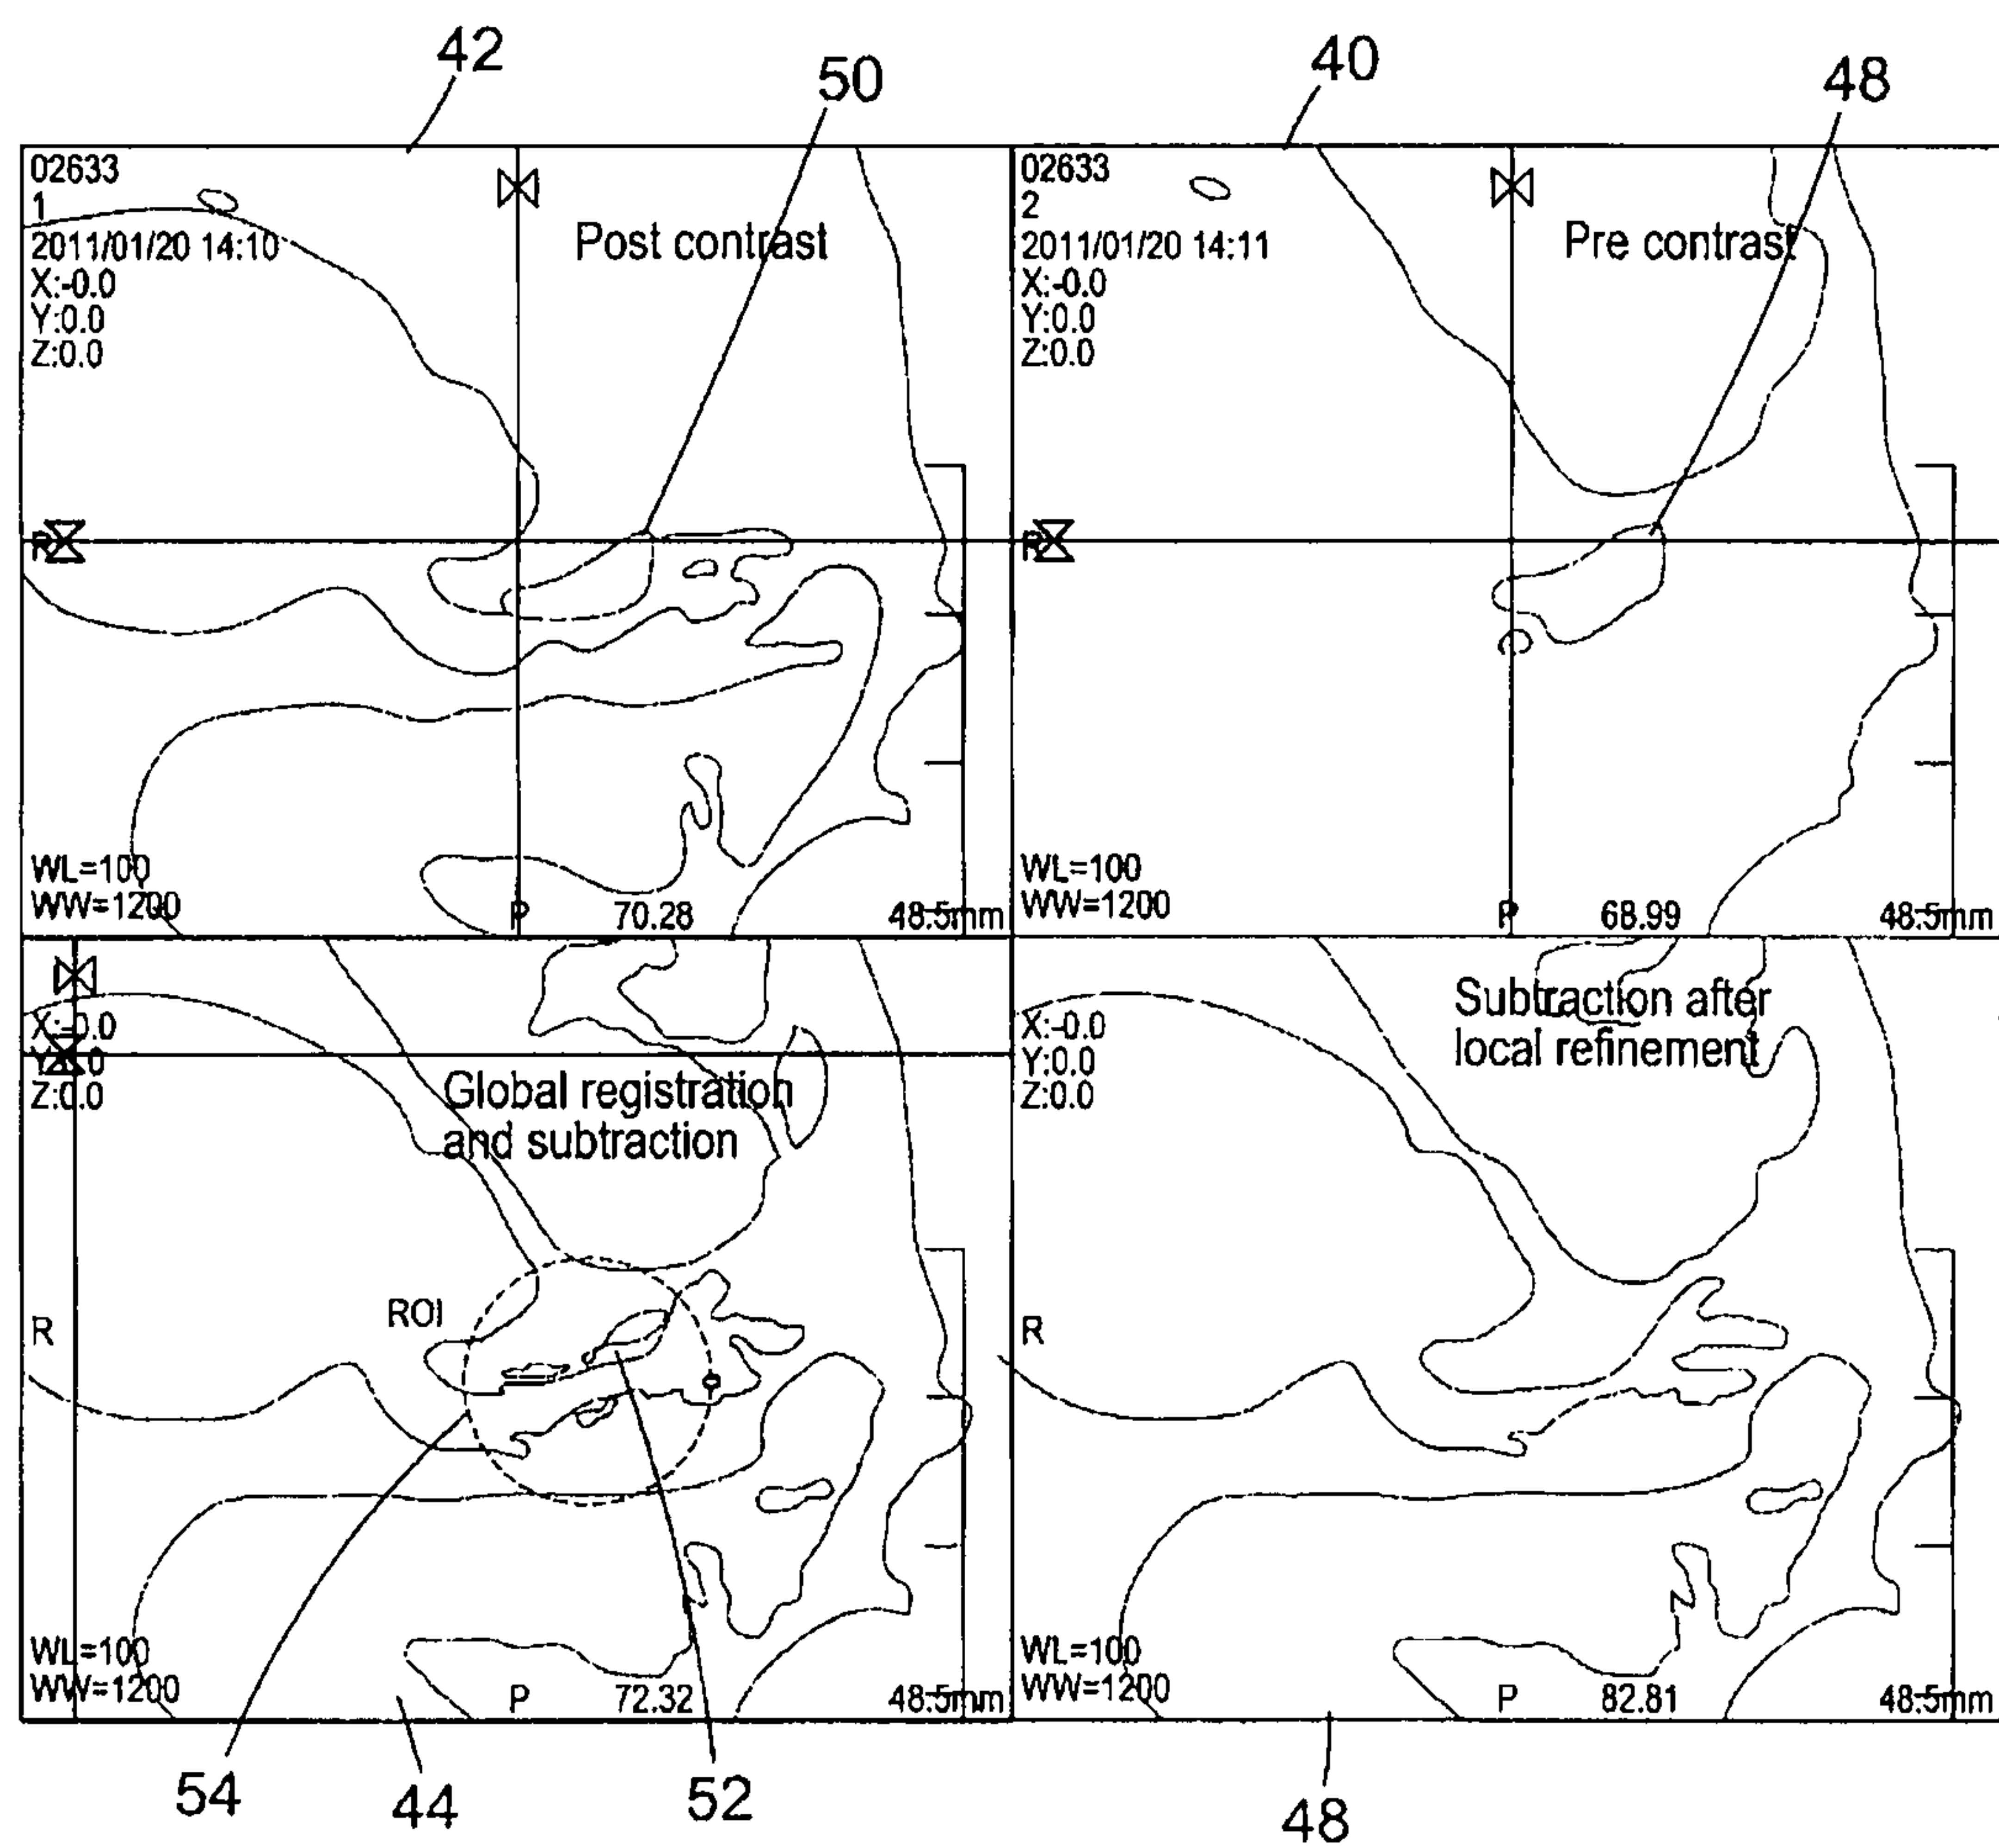 42
50
40
48
02633
1
2011/01/20 14:10
X:-0.0
Y:0.0
Z:0.0
Post contrast
R
WL=100
WW=1200
P
70.28
48.5mm
02633
2
2011/01/20 14:11
X:-0.0
Y:0.0
Z:0.0
Pre contrast
R
WL=100
WW=1200
P
68.99
48.5mm
X:-0.0
Y:0.0
Z:0.0
Global registration
and subtraction
ROI
R
WL=100
WW=1200
P
72.32
48.5mm
Subtraction after
local refinement
X:-0.0
Y:0.0
Z:0.0
R
WL=100
WW=1200
P
82.81
48.5mm
54
44
52
48